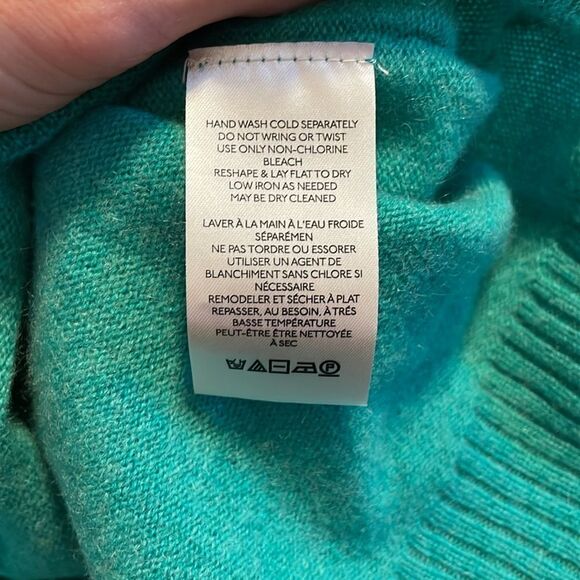 HAND WASH COLD SEPARATELY
DO NOT WRING OR TWIST
USE ONLY NON-CHLORINE
BLEACH
RESHAPE & LAY FLAT TO DRY
LOW IRON AS NEEDED
MAY BE DRY CLEANED
LAVER À LA MAIN À L'EAU FROIDE
SÉPARÉMEN
NE PAS TORDRE OU ESSORER
UTILISER UN AGENT DE
BLANCHIMENT SANS CHLORE SI
NÉCESSAIRE
REMODELER ET SÉCHER À PLAT
REPASSER, AU BESOIN, À TRÉS
BASSE TEMPÉRATURE
PEUT-ÊTRE ÊTRE NETTOYÉE
À SEC